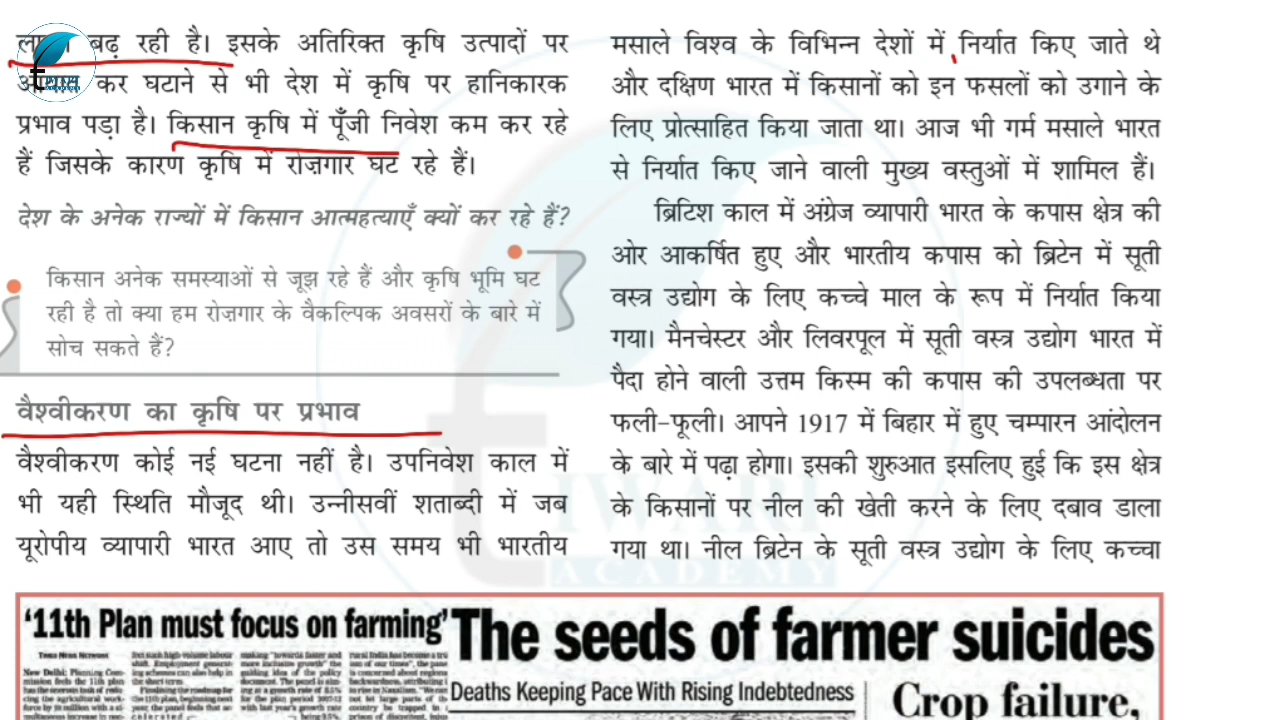 बढ़ रही है। इसके अतिरिक्त कृषि उत्पादों पर
कर घटाने से भी देश में कृषि पर हानिकारक
प्रभाव पड़ा है। किसान कृषि में पूँजी निवेश कम कर रहे
हैं जिसके कारण कृषि में रोज़गार घट रहे हैं।
देश के अनेक राज्यों में किसान आत्महत्याएँ क्यों कर रहे हैं?
किसान अनेक समस्याओं से जूझ रहे हैं और कृषि भूमि घट
रही है तो क्या हम रोज़गार के वैकल्पिक अवसरों के बारे में
सोच सकते हैं?
वैश्वीकरण का कृषि पर प्रभाव
वैश्वीकरण कोई नई घटना नहीं है। उपनिवेश काल में
भी यही स्थिति मौजूद थी। उन्नीसवीं शताब्दी में जब
यूरोपीय व्यापारी भारत आए तो उस समय भी भारतीय
मसाले विश्व के विभिन्न देशों में निर्यात किए जाते थे
और दक्षिण भारत में किसानों को इन फसलों को उगाने के
लिए प्रोत्साहित किया जाता था। आज भी गर्म मसाले भारत
से निर्यात किए जाने वाली मुख्य वस्तुओं में शामिल हैं।
ब्रिटिश काल में अंग्रेज व्यापारी भारत के कपास क्षेत्र की
ओर आकर्षित हुए और भारतीय कपास को ब्रिटेन में सूती
वस्त्र उद्योग के लिए कच्चे माल के रूप में निर्यात किया
गया। मैनचेस्टर और लिवरपूल में सूती वस्त्र उद्योग भारत में
पैदा होने वाली उत्तम किस्म की कपास की उपलब्धता पर
फली-फूली। आपने 1917 में बिहार में हुए चम्पारन आंदोलन
के बारे में पढ़ा होगा। इसकी शुरुआत इसलिए हुई कि इस क्षेत्र
के किसानों पर नील की खेती करने के लिए दबाव डाला
गया था। नील ब्रिटेन के सूती वस्त्र उद्योग के लिए कच्चा
IWARI
ACADEMY
'11th Plan must focus on farming'
The seeds of farmer suicides
Deaths Keeping Pace With Rising Indebtedness
Crop failure,